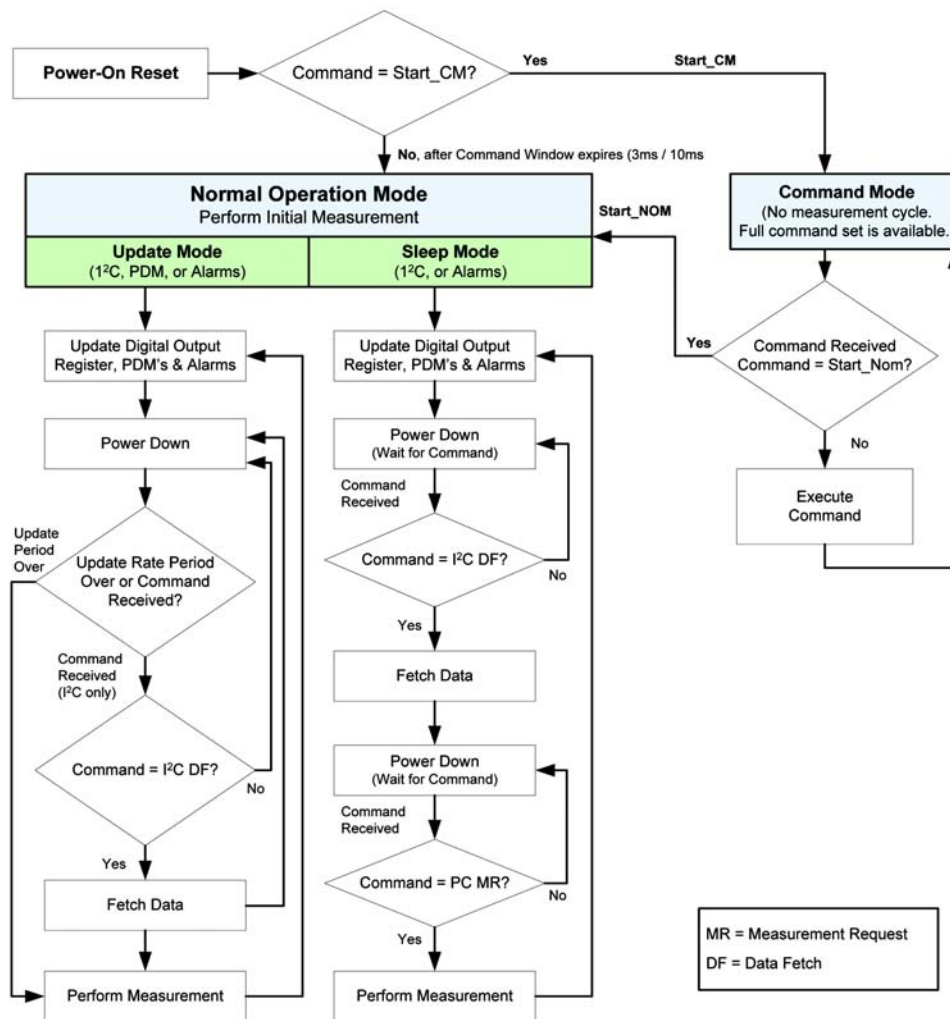 Power-On Reset
Command = Start_CM?
Yes
Start_CM
No, after Command Window expires (3ms / 10ms
Normal Operation Mode
Perform Initial Measurement
Start_NOM
Command Mode
(No measurement cycle.
Full command set is available.
Update Mode
(1²C, PDM, or Alarms)
Sleep Mode
(1²C, or Alarms)
Update Digital Output
Register, PDM's & Alarms
Power Down
Update
Period
Over
Update Rate Period
Over or Command
Received?
Command
Received
(I²C only)
Command = I²C DF?
No
Yes
Fetch Data
Perform Measurement
Update Digital Output
Register, PDM's & Alarms
Power Down
(Wait for Command)
Command
Received
Command = I²C DF?
No
Yes
Fetch Data
Power Down
(Wait for Command)
Command
Received
Command = PC MR?
No
Yes
Perform Measurement
Yes
Command Received
Command = Start_Nom?
No
Execute
Command
MR = Measurement Request
DF = Data Fetch